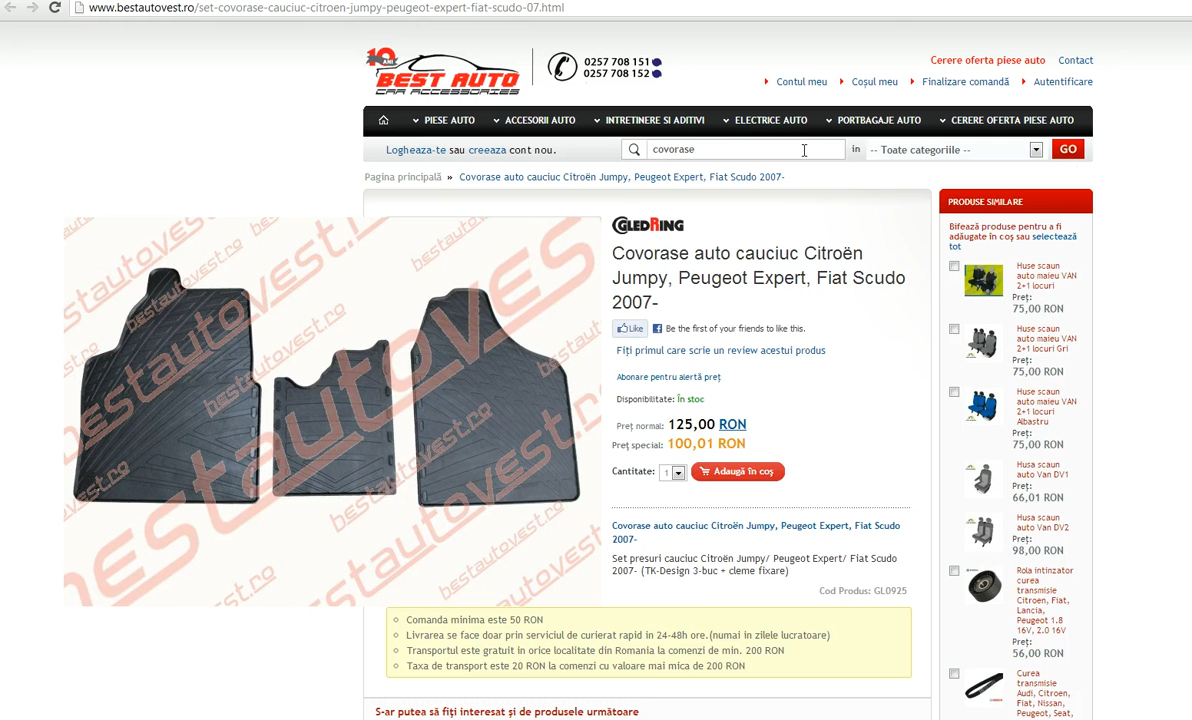 www.bestautovest.ro/set-covorase-cauciuc-citroen-jumpy-peugeot-expert-fiat-scudo-07.html
10 ANI
BEST AUTO
CAR ACCESSORIES
0257 708 151
0257 708 152
Cerere oferta piese auto
Contact
Contul meu
Coșul meu
Finalizare comandă
Autentificare
PIESE AUTO
ACCESORII AUTO
INTRETINERE SI ADITIVI
ELECTRICE AUTO
PORTBAGAJE AUTO
CERERE OFERTA PIESE AUTO
Logheaza-te sau creeaza cont nou.
covorase
in
-- Toate categoriile --
GO
Pagina principală » Covorase auto cauciuc Citroën Jumpy, Peugeot Expert, Fiat Scudo 2007-
bestautovest.ro
GLEDRING
Covorase auto cauciuc Citroën
Jumpy, Peugeot Expert, Fiat Scudo
2007-
Like
Be the first of your friends to like this.
Fiți primul care scrie un review acestui produs
Abonare pentru alertă preț
Disponibilitate: În stoc
Preț normal: 125,00 RON
Preț special: 100,01 RON
Cantitate: 1
Adaugă în coș
Covorase auto cauciuc Citroën Jumpy, Peugeot Expert, Fiat Scudo
2007-
Set presuri cauciuc Citroën Jumpy/ Peugeot Expert/ Fiat Scudo
2007- (TK-Design 3-buc + cleme fixare)
Cod Produs: GL0925
Comanda minima este 50 RON
Livrarea se face doar prin serviciul de curierat rapid in 24-48h ore.(numai in zilele lucratoare)
Transportul este gratuit in orice localitate din Romania la comenzi de min. 200 RON
Taxa de transport este 20 RON la comenzi cu valoare mai mica de 200 RON
S-ar putea să fiți interesat și de produsele următoare
PRODUSE SIMILARE
Bifează produse pentru a fi
adăugate în coș sau selectează
tot
Huse scaun
auto maieu VAN
2+1 locuri
Preț:
75,00 RON
Huse scaun
auto maieu VAN
2+1 locuri Gri
Preț:
75,00 RON
Huse scaun
auto maieu VAN
2+1 locuri
Albastru
Preț:
75,00 RON
Husa scaun
auto Van DV1
Preț:
66,01 RON
Husa scaun
auto Van DV2
Preț:
98,00 RON
Rola intinzator
curea
transmisie
Citroen, Fiat,
Lancia,
Peugeot 1.8
16V, 2.0 16V
Preț:
56,00 RON
Curea
transmisie
Audi, Citroen,
Fiat, Nissan,
Peugeot, Seat,